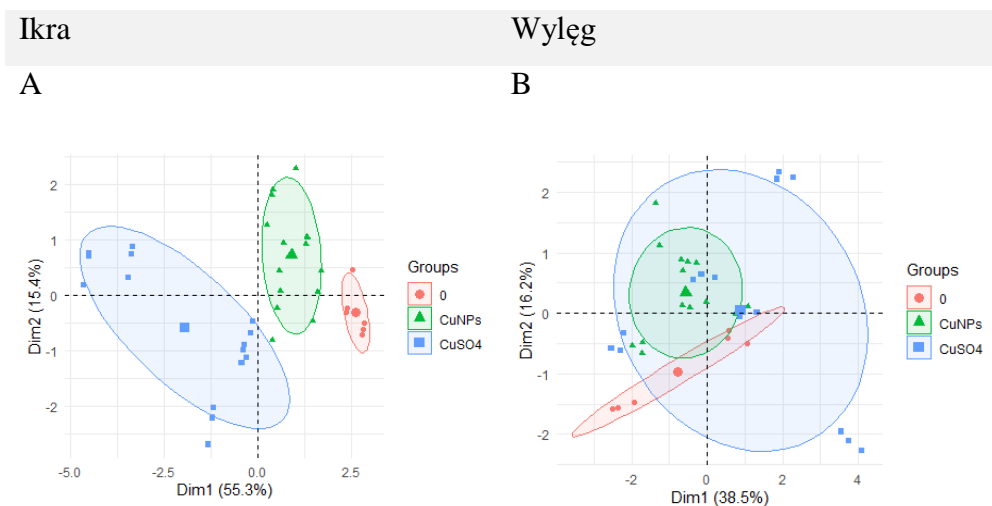 Ikra Wylęg
A B
2
1
0
-1
-2
Dim2 (15.4%)
-5.0 -2.5 0.0 2.5
Dim1 (55.3%)
Groups
0
CuNPs
CuSO4
2
1
0
-1
-2
Dim2 (16.2%)
-2 0 2 4
Dim1 (38.5%)
Groups
0
CuNPs
CuSO4